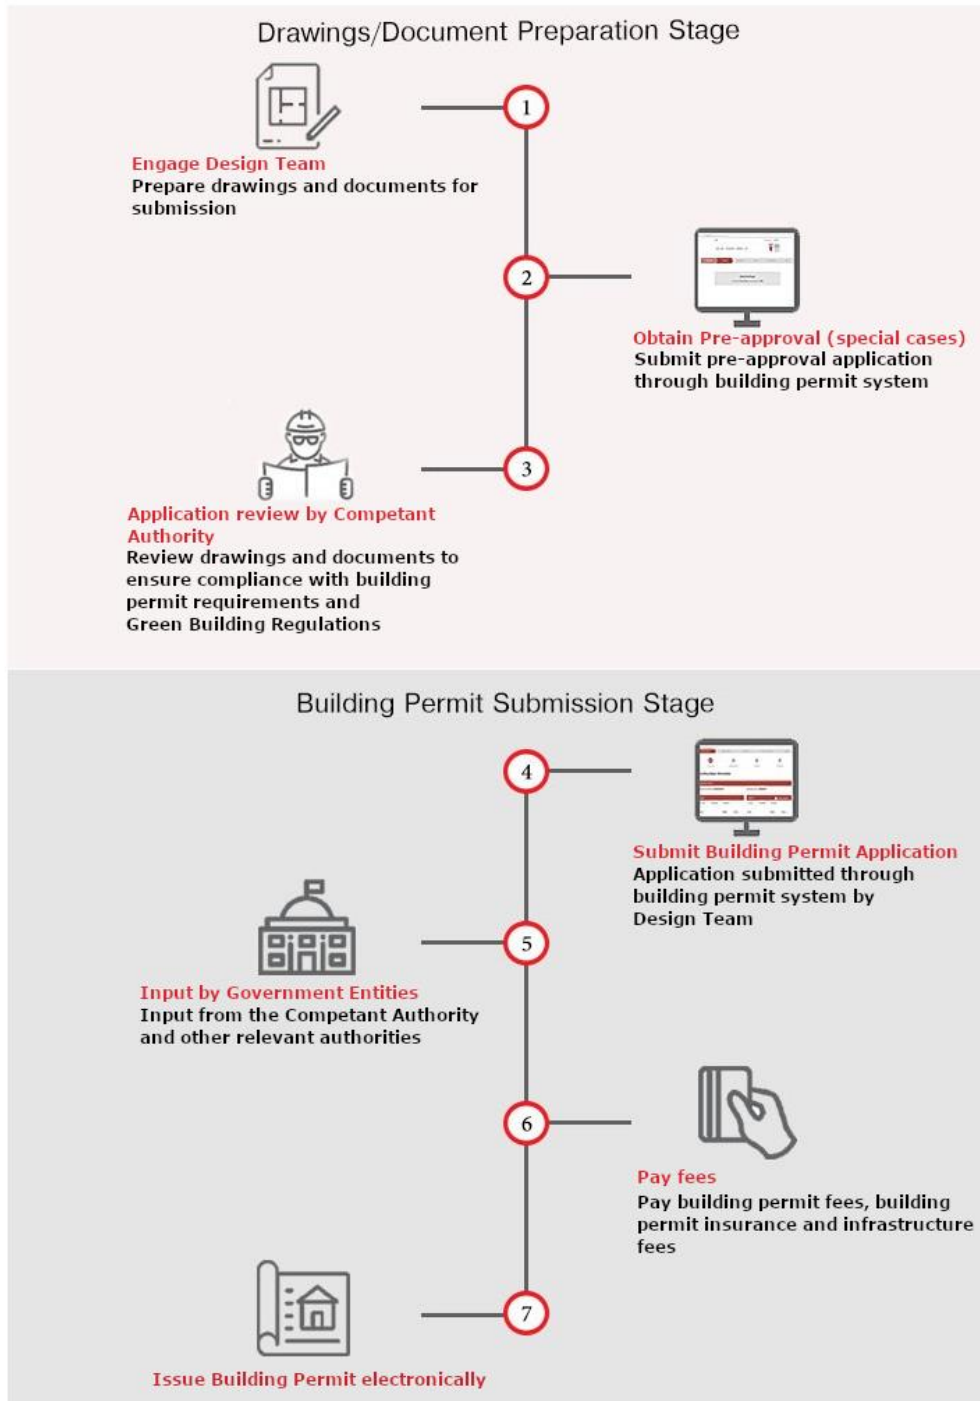 Drawings/Document Preparation Stage
1
Engage Design Team
Prepare drawings and documents for
submission
2
Obtain Pre-approval (special cases)
Submit pre-approval application
through building permit system
3
Application review by Competant
Authority
Review drawings and documents to
ensure compliance with building
permit requirements and
Green Building Regulations
Building Permit Submission Stage
4
Submit Building Permit Application
Application submitted through
building permit system by
Design Team
5
Input by Government Entities
Input from the Competant Authority
and other relevant authorities
6
Pay fees
Pay building permit fees, building
permit insurance and infrastructure
fees
7
Issue Building Permit electronically